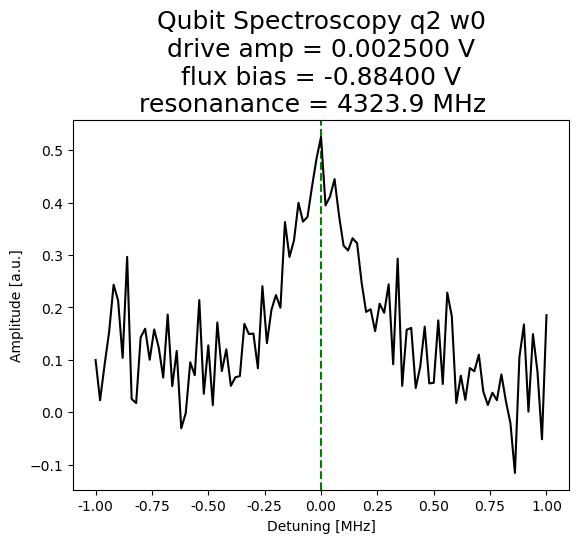 Qubit Spectroscopy q2 w0
drive amp = 0.002500 V
flux bias = -0.88400 V
resonanance = 4323.9 MHz
Amplitude [a.u.]
0.5
0.4
0.3
0.2
0.1
0.0
−0.1
-1.00 -0.75 -0.50 -0.25 0.00 0.25 0.50 0.75 1.00
Detuning [MHz]